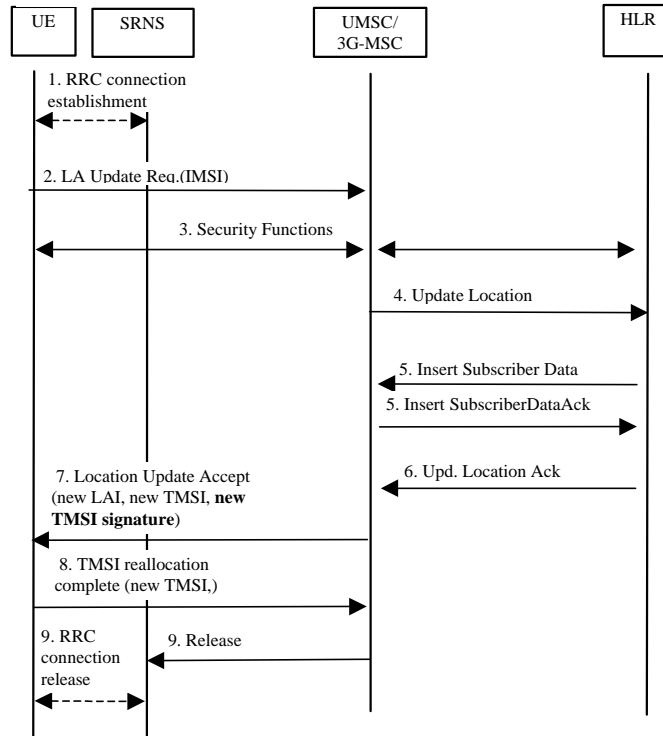 UE
SRNS
UMSC/
3G-MSC
HLR
1. RRC connection
establishment
2. LA Update Req.(IMSI)
3. Security Functions
4. Update Location
5. Insert Subscriber Data
5. Insert SubscriberDataAck
6. Upd. Location Ack
7. Location Update Accept
(new LAI, new TMSI, new
TMSI signature)
8. TMSI reallocation
complete (new TMSI,)
9. RRC
connection
release
9. Release